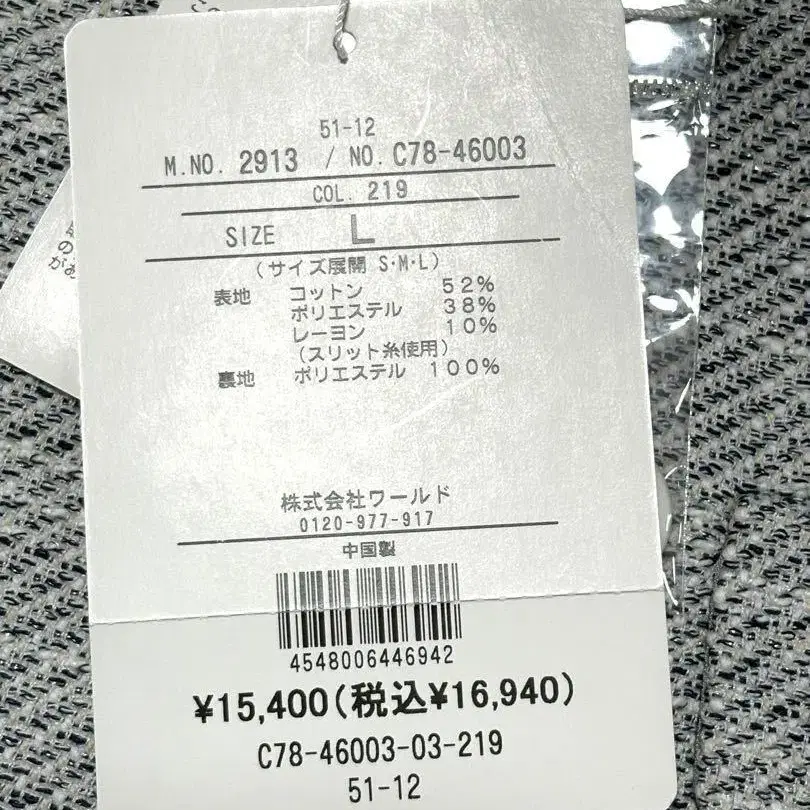 51-12
M.NO. 2913 / NO. C78-46003
COL. 219
SIZE L
(サイズ展開 S・M・L)
表地 コットン 52%
ポリエステル 38%
レーヨン 10%
(スリット糸使用)
裏地 ポリエステル 100%
株式会社ワールド
0120-977-917
中国製
4548006446942
¥15,400(税込¥16,940)
C78-46003-03-219
51-12